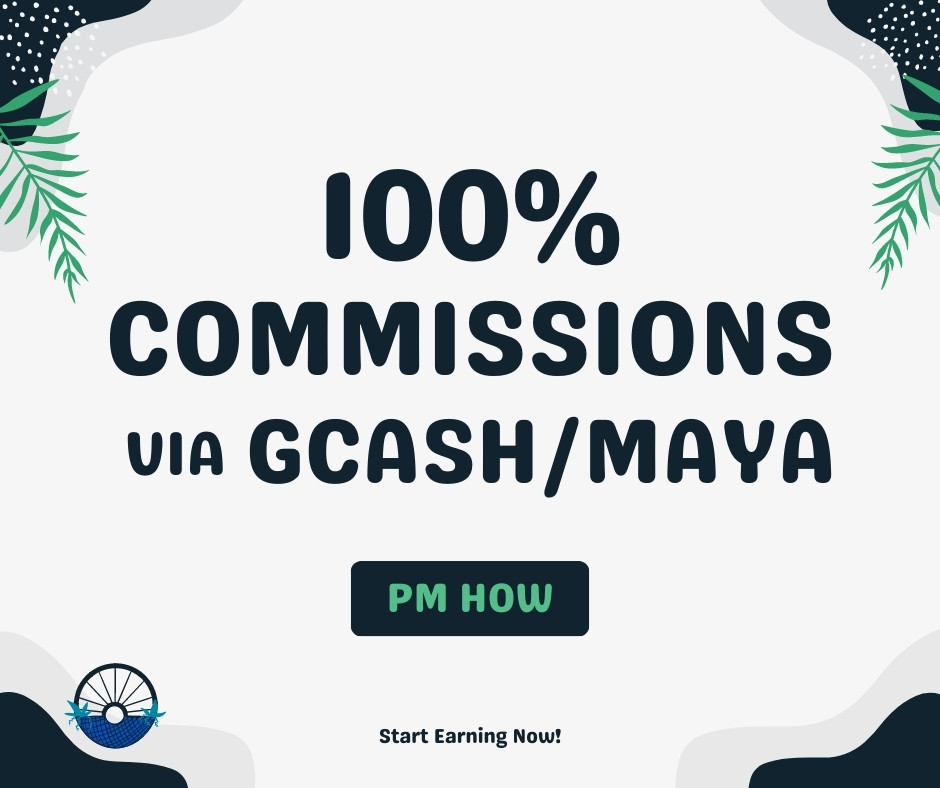 100%
COMMISSIONS
VIA GCASH/MAYA
PM HOW
Start Earning Now!